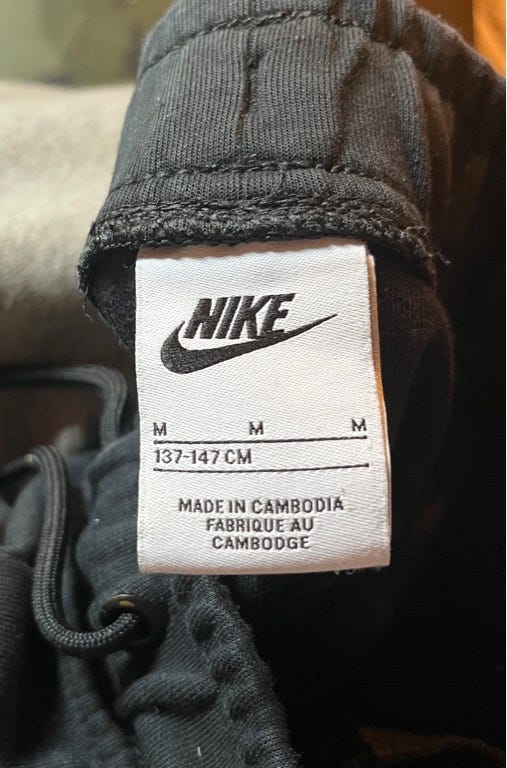 NIKE
M M M
137-147 CM
MADE IN CAMBODIA
FABRIQUE AU
CAMBODGE